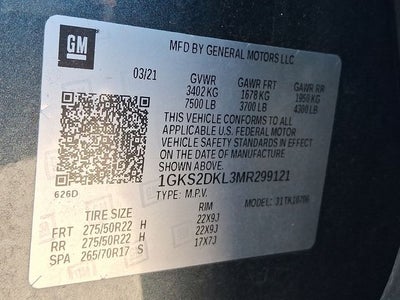 GM
MFD BY GENERAL MOTORS LLC
03/21 GVWR GAWR FRT GAWR RR
3402 KG 1678 KG 1950 KG
7500 LB 3700 LB 4300 LB
THIS VEHICLE CONFORMS TO ALL
APPLICABLE U.S. FEDERAL MOTOR
VEHICLE SAFETY STANDARDS IN EFFECT
ON THE DATE OF MANUFACTURE
SHOWN ABOVE.
1GKS2DKL3MR299121
626D TYPE: M.P.V. MODEL:
TIRE SIZE RIM
FRT 275/50R22 H 22X9J
RR 275/50R22 H 22X9J
SPA 265/70R17 S 17X7J